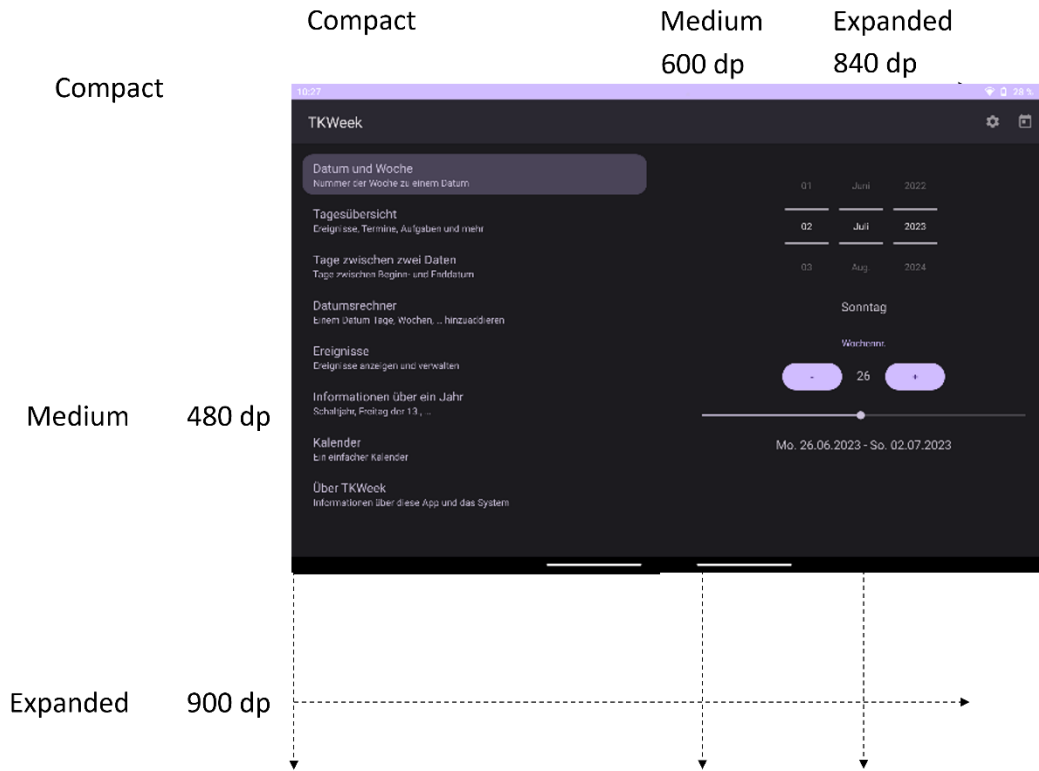 Compact
Medium
Expanded
600 dp
840 dp
Compact
10:27
28 %
TKWeek
Datum und Woche
Nummer der Woche zu einem Datum
Tagesübersicht
Ereignisse, Termine, Aufgaben und mehr
Tage zwischen zwei Daten
Tage zwischen Beginn- und Enddatum
Datumsrechner
Einem Datum Tage, Wochen, ... hinzuaddieren
Ereignisse
Ereignisse anzeigen und verwalten
Informationen über ein Jahr
Schaltjahr, Freitag der 13., ...
Kalender
Ein einfacher Kalender
Über TKWeek
Informationen über diese App und das System
01 Juni 2022
02 Juli 2023
03 Aug. 2024
Sonntag
Wochennr.
- 26 +
Mo. 26.06.2023 - So. 02.07.2023
Medium 480 dp
Expanded 900 dp